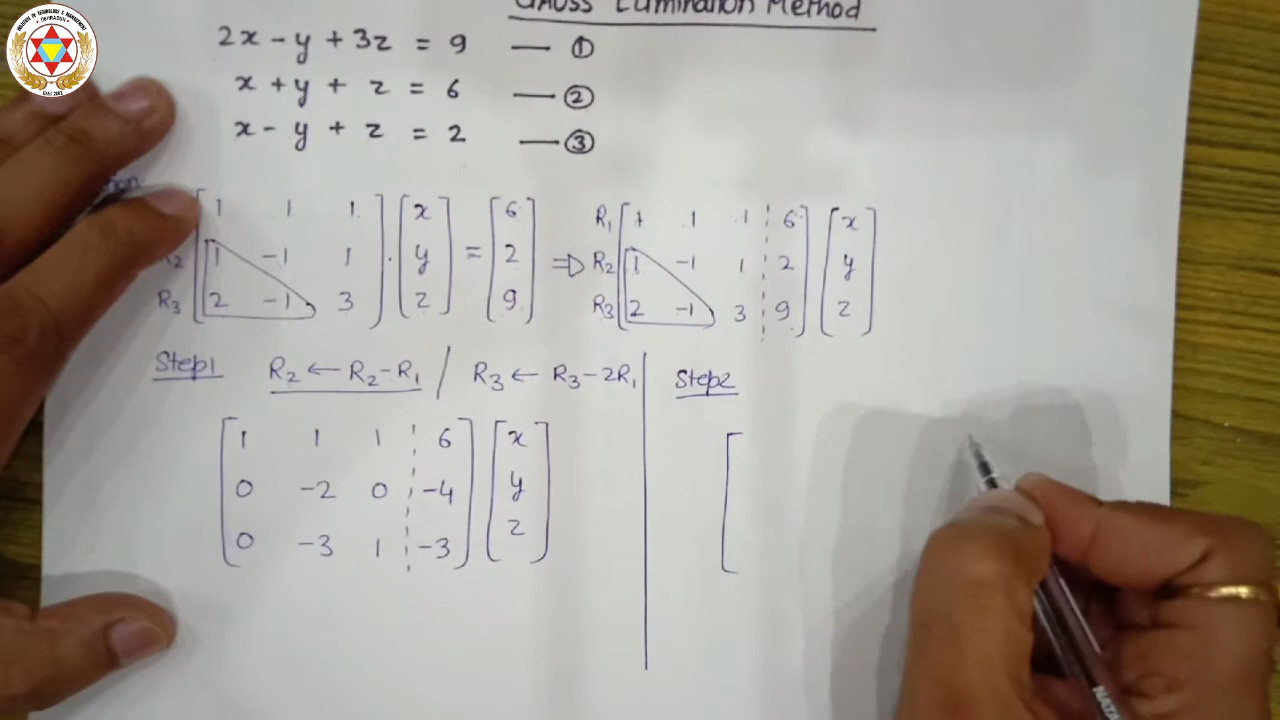 GAUSS Elimination Method
2x - y + 3z = 9 — ①
x + y + z = 6 — ②
x - y + z = 2 — ③
[ 1 1 1 ] [ x ] [ 6 ] R₁ [ 1 1 1 ¦ 6 ] [ x ]
[ 1 -1 1 ] . [ y ] = [ 2 ] ⇒ R₂ [ 1 -1 1 ¦ 2 ] [ y ]
R₃ [ 2 -1 3 ] [ z ] [ 9 ] R₃ [ 2 -1 3 ¦ 9 ] [ z ]
Step1 R₂ ← R₂-R₁ / R₃ ← R₃-2R₁
[ 1 1 1 ¦ 6 ] [ x ]
[ 0 -2 0 ¦ -4 ] [ y ]
[ 0 -3 1 ¦ -3 ] [ z ]
Step2
[
NATA